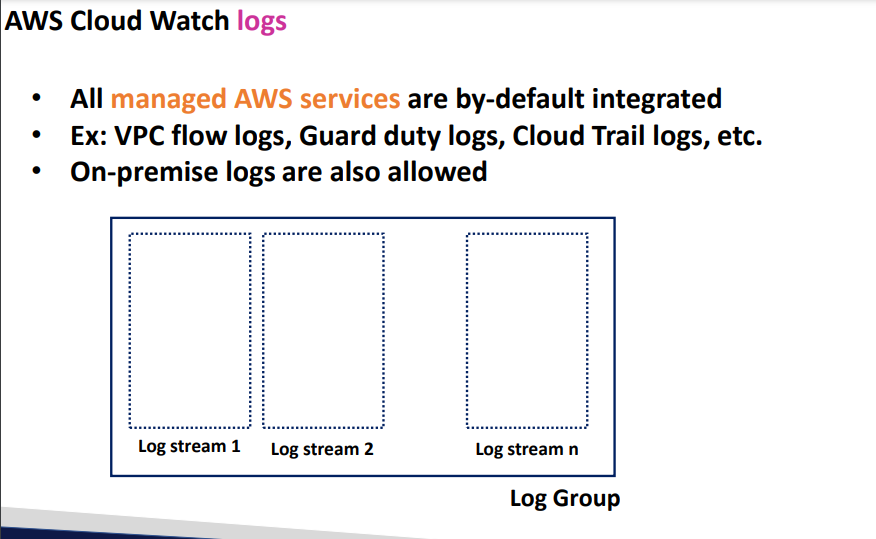 AWS Cloud Watch logs
• All managed AWS services are by-default integrated
• Ex: VPC flow logs, Guard duty logs, Cloud Trail logs, etc.
• On-premise logs are also allowed
Log stream 1
Log stream 2
Log stream n
Log Group